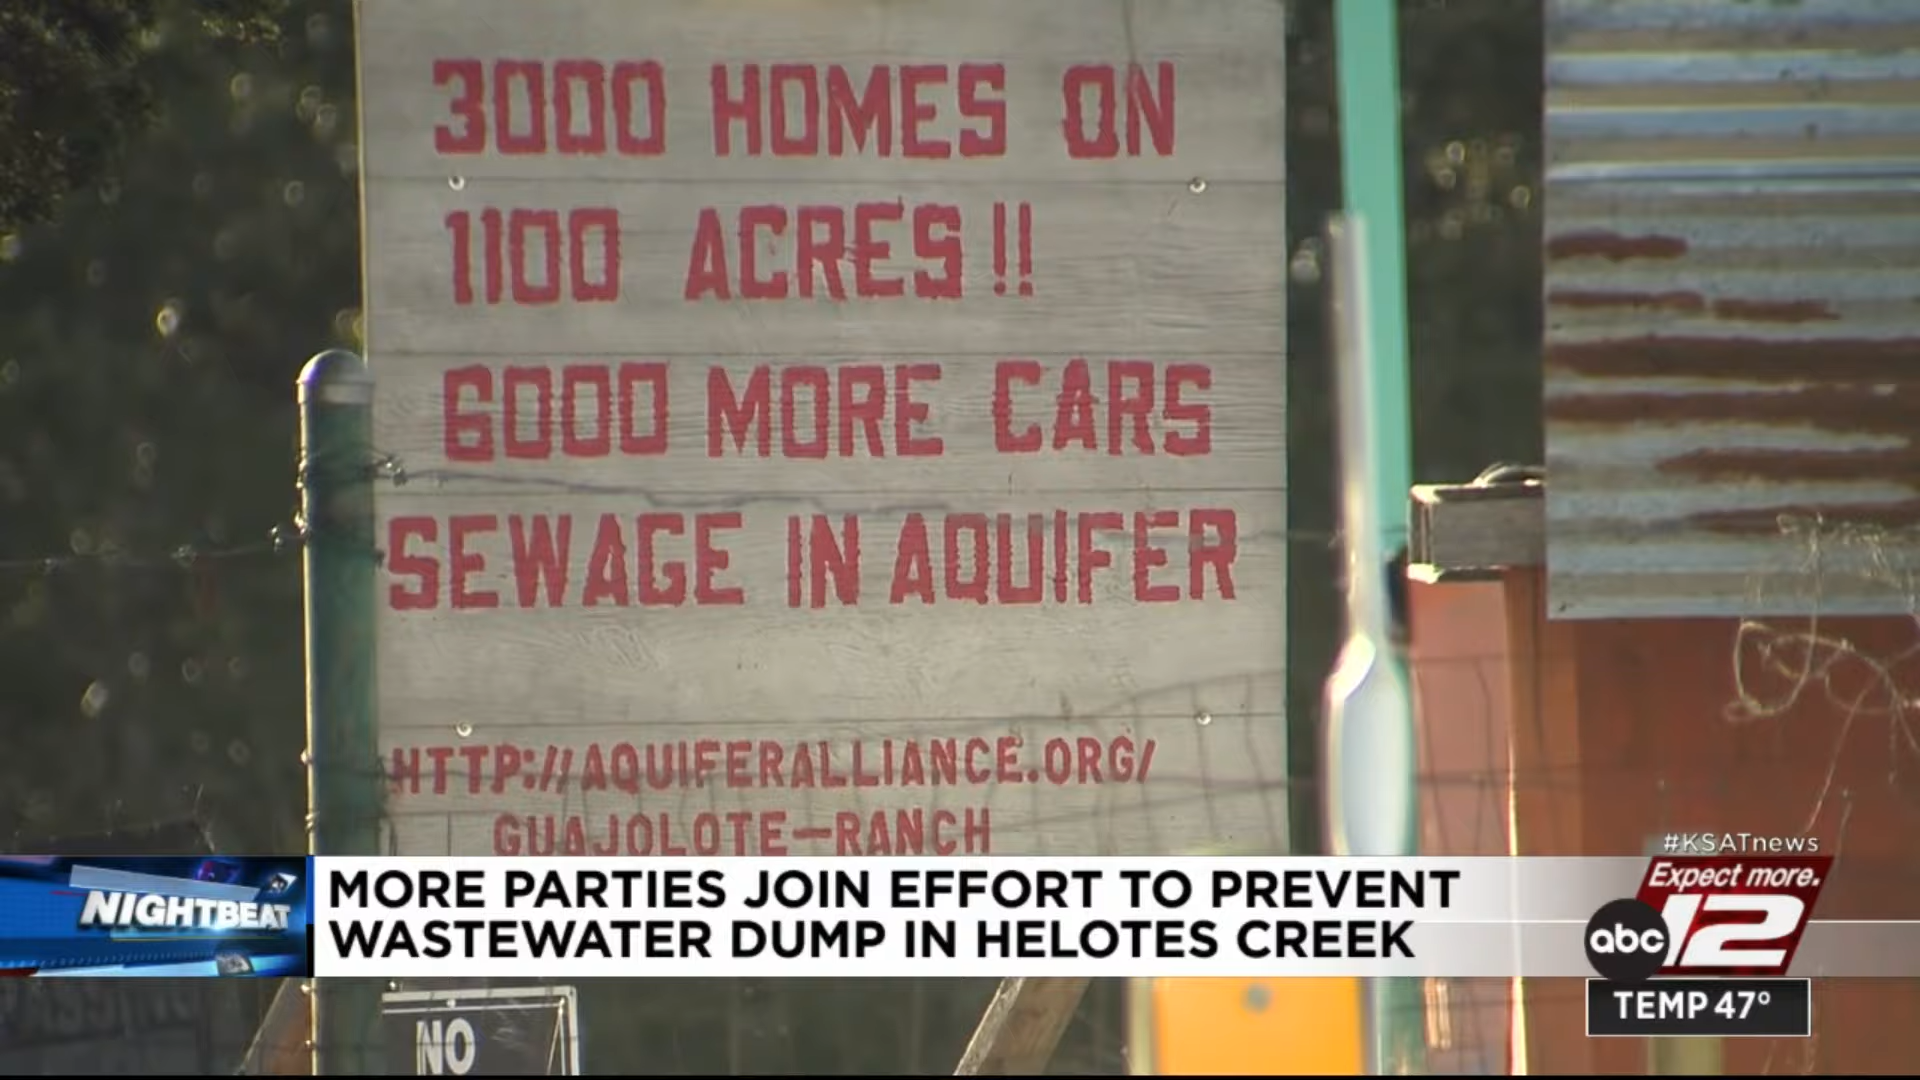 3000 HOMES ON
1100 ACRES!!
6000 MORE CARS
SEWAGE IN AQUIFER
HTTP://AQUIFERALLIANCE.ORG/
GUAJOLOTE-RANCH
#KSATnews
NIGHTBEAT
MORE PARTIES JOIN EFFORT TO PREVENT
WASTEWATER DUMP IN HELOTES CREEK
Expect more.
abc 12
TEMP 47°
NO